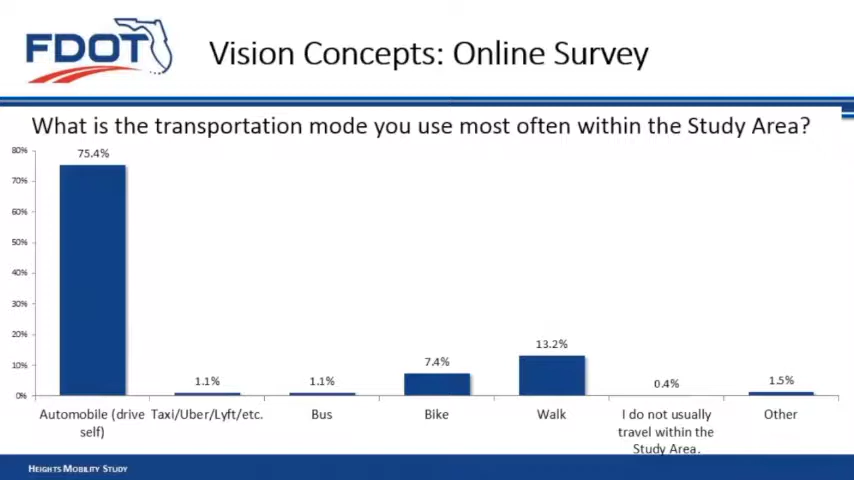 FDOT
Vision Concepts: Online Survey
What is the transportation mode you use most often within the Study Area?
80%
70%
60%
50%
40%
30%
20%
10%
0%
75.4%
1.1%
1.1%
7.4%
13.2%
0.4%
1.5%
Automobile (drive
self)
Taxi/Uber/Lyft/etc.
Bus
Bike
Walk
I do not usually
travel within the
Study Area.
Other
HEIGHTS MOBILITY STUDY